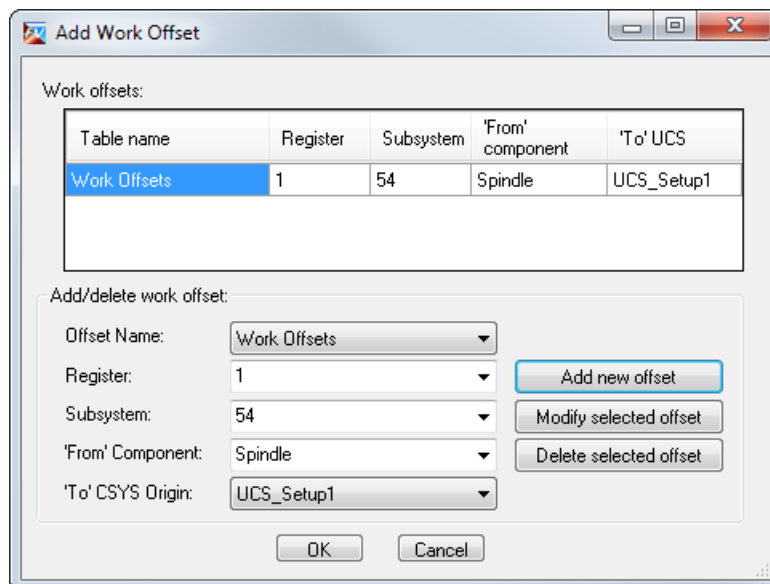 Add Work Offset
Work offsets:
Table name Register Subsystem 'From' component 'To' UCS
Work Offsets 1 54 Spindle UCS_Setup1
Add/delete work offset:
Offset Name: Work Offsets
Register: 1 Add new offset
Subsystem: 54 Modify selected offset
'From' Component: Spindle Delete selected offset
'To' CSYS Origin: UCS_Setup1
OK Cancel